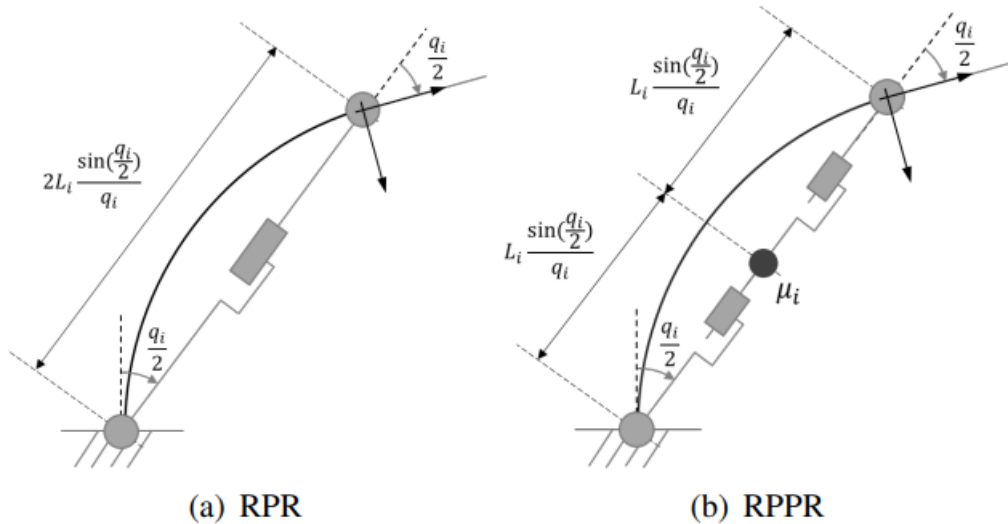 q_i/2
2L_i sin(q_i/2)/q_i
q_i/2
(a) RPR
q_i/2
L_i sin(q_i/2)/q_i
L_i sin(q_i/2)/q_i
μ_i
q_i/2
(b) RPPR